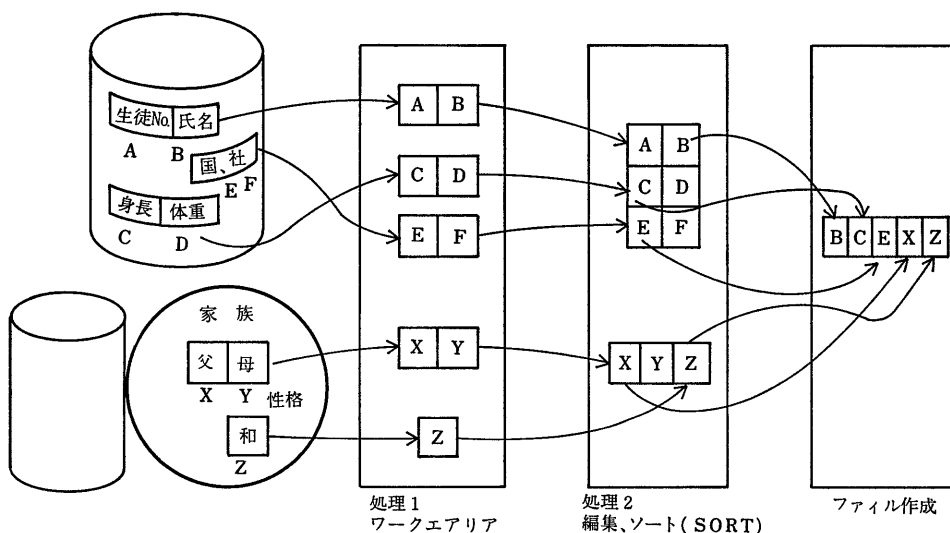 生徒No. 氏名
A B
国、社
E F
身長 体重
C D
家 族
父 母
X Y 性格
和
Z
A B
C D
E F
X Y
Z
処理1
ワークエアリア
A B
C D
E F
X Y Z
処理2
編集、ソート(SORT)
B C E X Z
ファィル作成